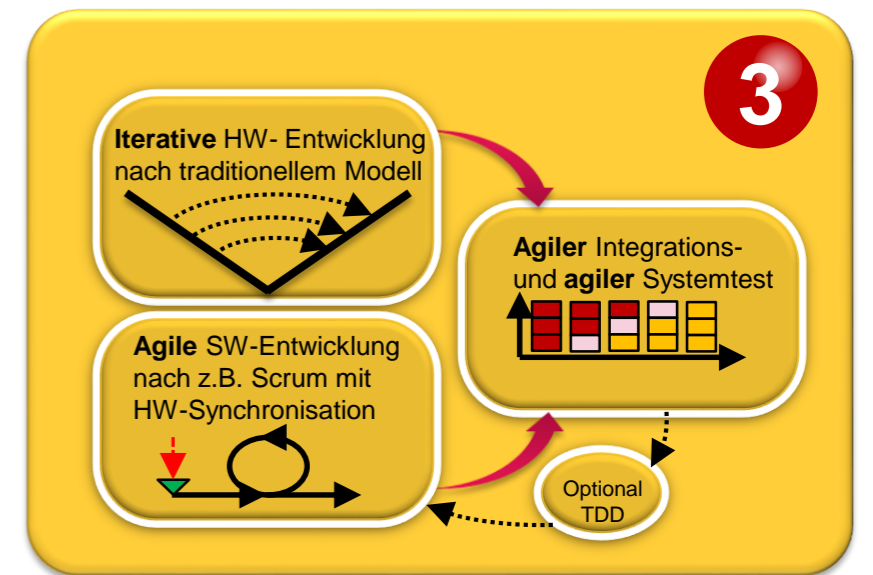 3
Iterative HW- Entwicklung
nach traditionellem Modell
Agiler Integrations-
und agiler Systemtest
Agile SW-Entwicklung
nach z.B. Scrum mit
HW-Synchronisation
Optional
TDD